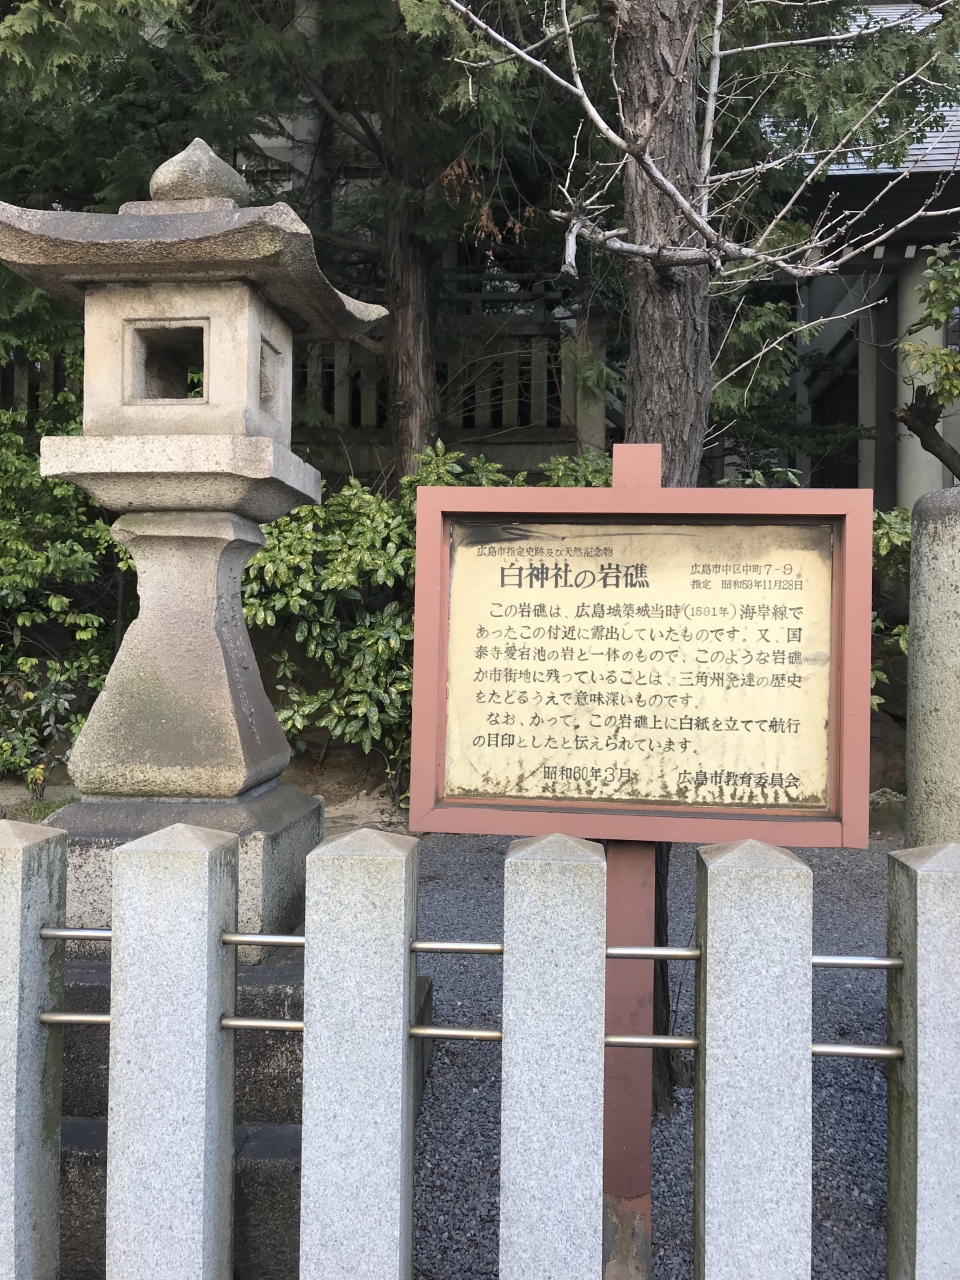 広島市指定史跡及び天然記念物
白神社の岩礁
広島市中区中町7-9
指定 昭和59年11月28日
この岩礁は、広島城築城当時(1591年)海岸線で
あったこの付近に露出していたものです。又、国
泰寺愛宕池の岩と一体のもので、このような岩礁
が市街地に残っていることは、三角州発達の歴史
をたどるうえで意味深いものです。
なお、かって、この岩礁上に白紙を立てて航行
の目印としたと伝えられています。
昭和60年3月 広島市教育委員会